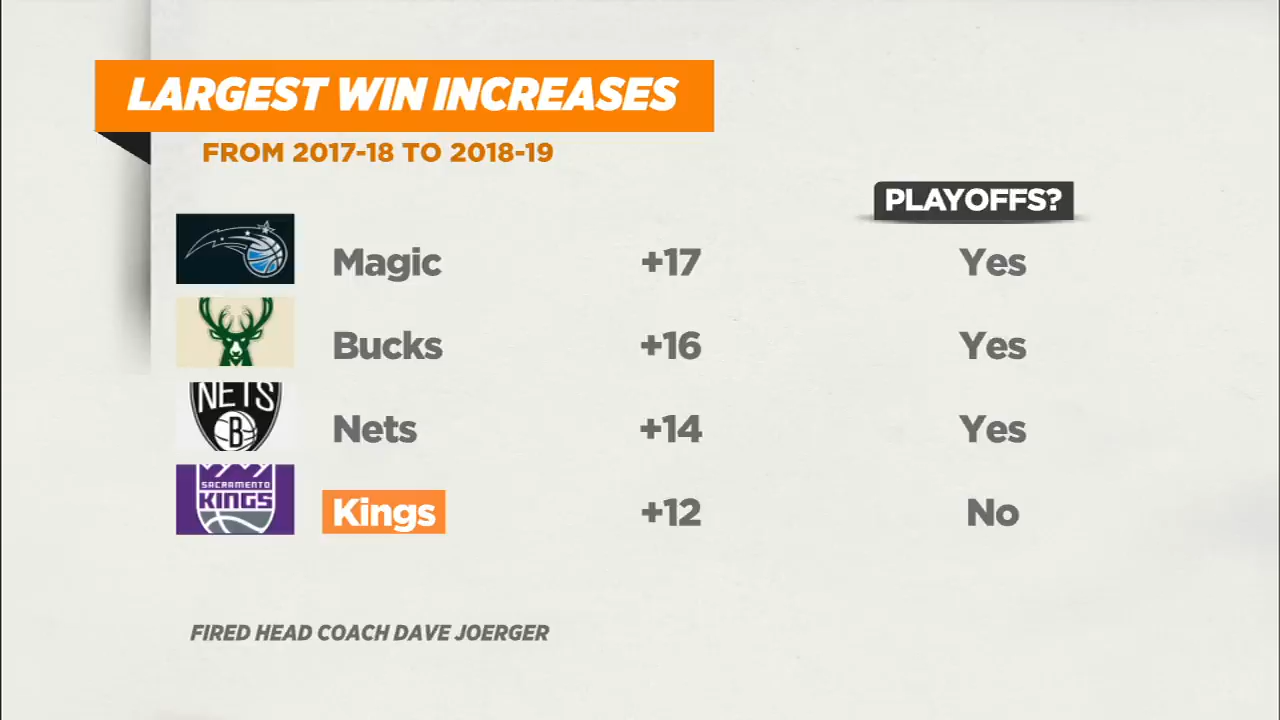 LARGEST WIN INCREASES
FROM 2017-18 TO 2018-19
PLAYOFFS?
Magic +17 Yes
Bucks +16 Yes
NETS
B
Nets +14 Yes
SACRAMENTO
KINGS
Kings +12 No
FIRED HEAD COACH DAVE JOERGER